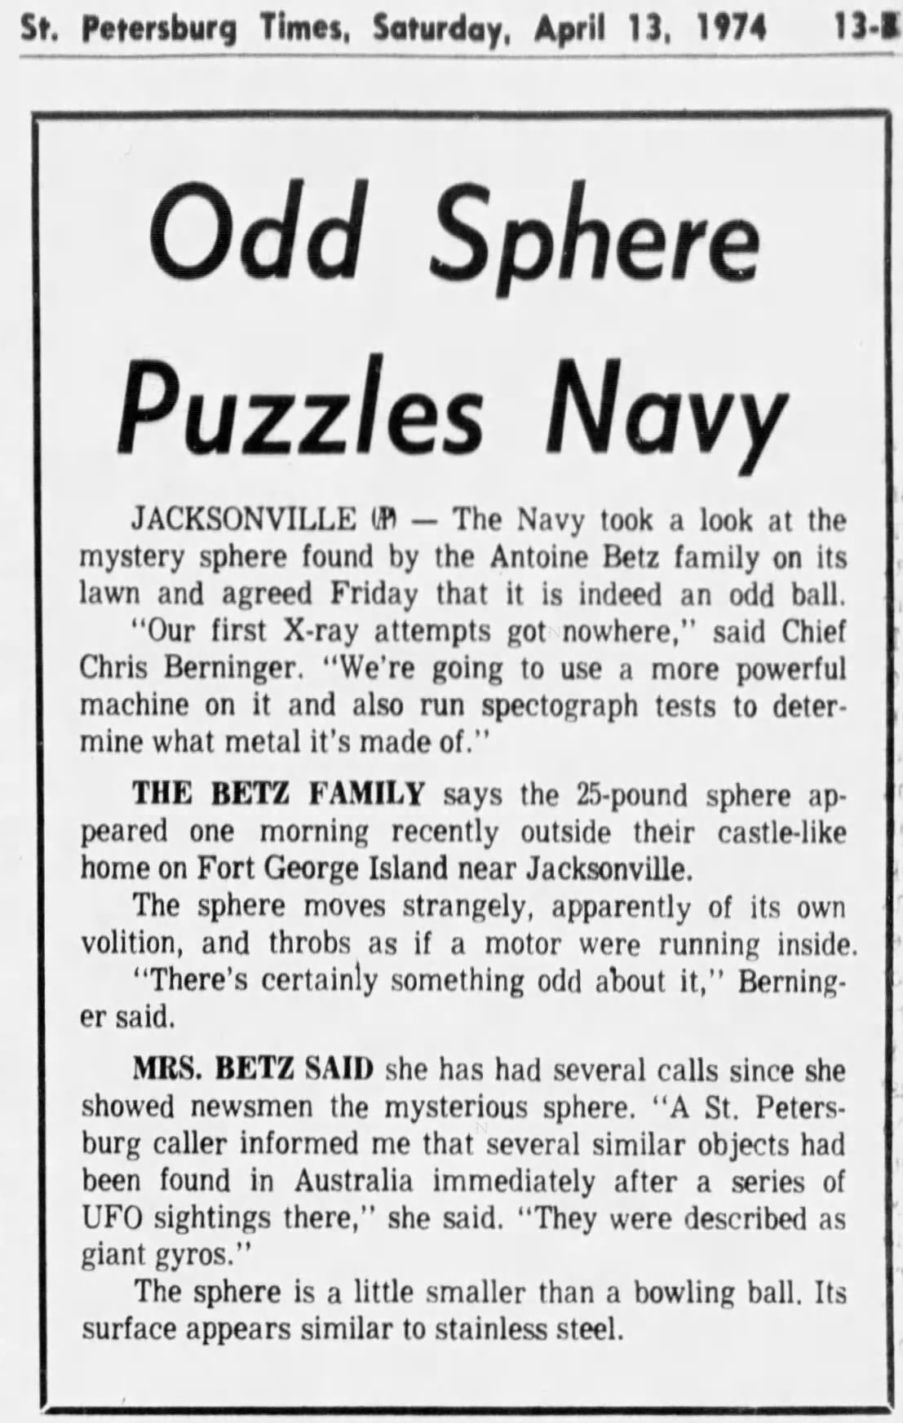 St. Petersburg Times, Saturday, April 13, 1974 13-B
Odd Sphere
Puzzles Navy
JACKSONVILLE (AP) — The Navy took a look at the
mystery sphere found by the Antoine Betz family on its
lawn and agreed Friday that it is indeed an odd ball.
"Our first X-ray attempts got nowhere," said Chief
Chris Berninger. "We're going to use a more powerful
machine on it and also run spectograph tests to deter-
mine what metal it's made of."
THE BETZ FAMILY says the 25-pound sphere ap-
peared one morning recently outside their castle-like
home on Fort George Island near Jacksonville.
The sphere moves strangely, apparently of its own
volition, and throbs as if a motor were running inside.
"There's certainly something odd about it," Berning-
er said.
MRS. BETZ SAID she has had several calls since she
showed newsmen the mysterious sphere. "A St. Peters-
burg caller informed me that several similar objects had
been found in Australia immediately after a series of
UFO sightings there," she said. "They were described as
giant gyros."
The sphere is a little smaller than a bowling ball. Its
surface appears similar to stainless steel.